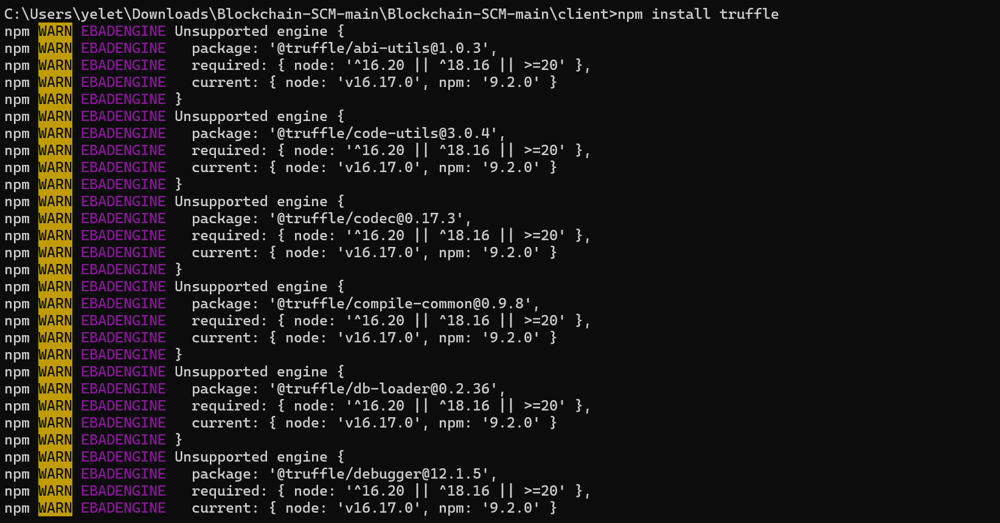 C:\Users\yelet\Downloads\Blockchain-SCM-main\Blockchain-SCM-main\client>npm install truffle
npm WARN EBADENGINE Unsupported engine {
npm WARN EBADENGINE   package: '@truffle/abi-utils@1.0.3',
npm WARN EBADENGINE   required: { node: '^16.20 || ^18.16 || >=20' },
npm WARN EBADENGINE   current: { node: 'v16.17.0', npm: '9.2.0' }
npm WARN EBADENGINE }
npm WARN EBADENGINE Unsupported engine {
npm WARN EBADENGINE   package: '@truffle/code-utils@3.0.4',
npm WARN EBADENGINE   required: { node: '^16.20 || ^18.16 || >=20' },
npm WARN EBADENGINE   current: { node: 'v16.17.0', npm: '9.2.0' }
npm WARN EBADENGINE }
npm WARN EBADENGINE Unsupported engine {
npm WARN EBADENGINE   package: '@truffle/codec@0.17.3',
npm WARN EBADENGINE   required: { node: '^16.20 || ^18.16 || >=20' },
npm WARN EBADENGINE   current: { node: 'v16.17.0', npm: '9.2.0' }
npm WARN EBADENGINE }
npm WARN EBADENGINE Unsupported engine {
npm WARN EBADENGINE   package: '@truffle/compile-common@0.9.8',
npm WARN EBADENGINE   required: { node: '^16.20 || ^18.16 || >=20' },
npm WARN EBADENGINE   current: { node: 'v16.17.0', npm: '9.2.0' }
npm WARN EBADENGINE }
npm WARN EBADENGINE Unsupported engine {
npm WARN EBADENGINE   package: '@truffle/db-loader@0.2.36',
npm WARN EBADENGINE   required: { node: '^16.20 || ^18.16 || >=20' },
npm WARN EBADENGINE   current: { node: 'v16.17.0', npm: '9.2.0' }
npm WARN EBADENGINE }
npm WARN EBADENGINE Unsupported engine {
npm WARN EBADENGINE   package: '@truffle/debugger@12.1.5',
npm WARN EBADENGINE   required: { node: '^16.20 || ^18.16 || >=20' },
npm WARN EBADENGINE   current: { node: 'v16.17.0', npm: '9.2.0' }